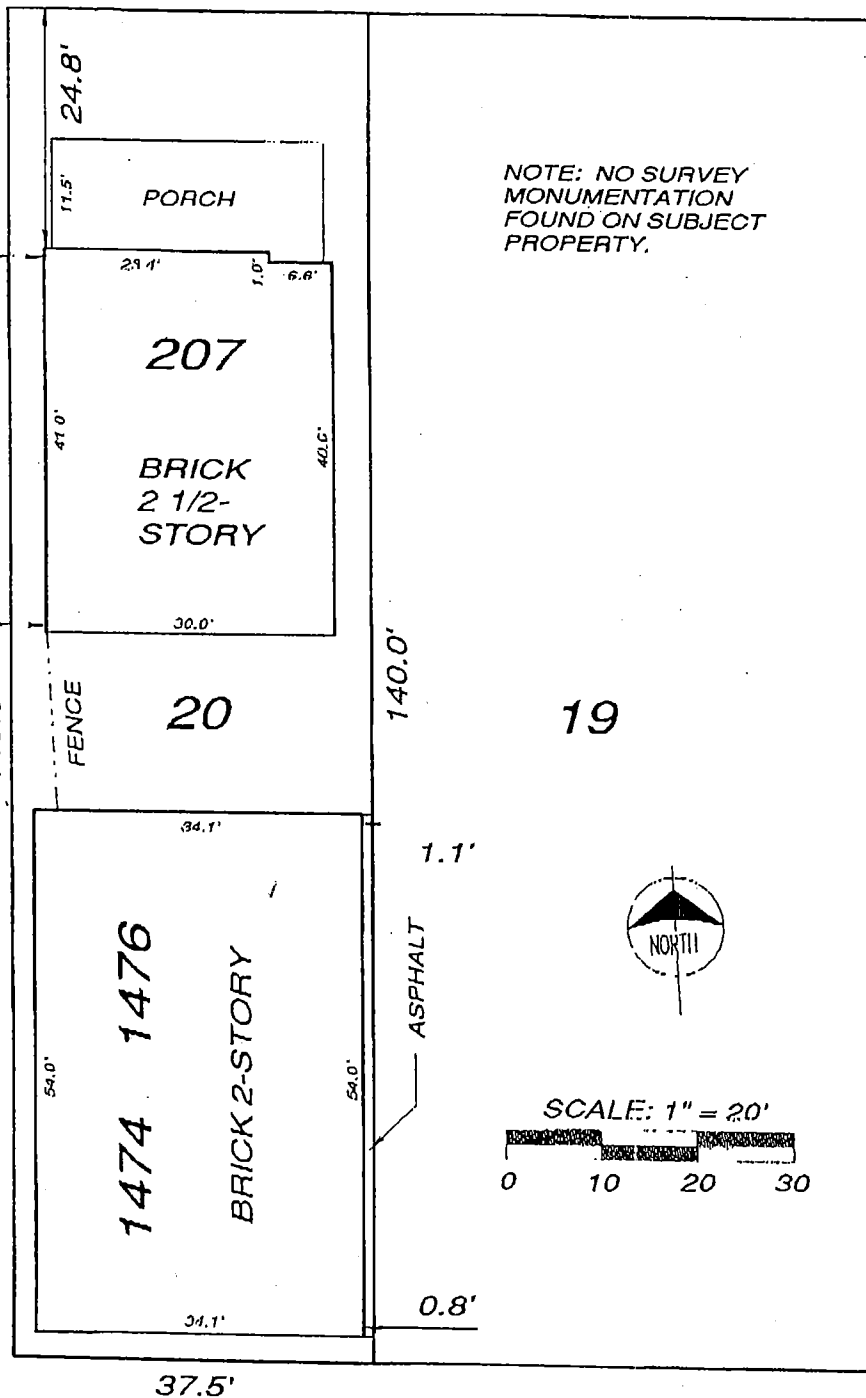 24.8'
11.5'
PORCH
NOTE: NO SURVEY
MONUMENTATION
FOUND ON SUBJECT
PROPERTY.
1.0'
6.6'
207
41.0'
BRICK
2 1/2-
STORY
30.0'
FENCE
20
140.0'
19
34.1'
1.1'
1474 1476
BRICK 2-STORY
54.0'
54.0'
ASPHALT
NORTH
SCALE: 1" = 20'
0 10 20 30
34.1'
0.8'
37.5'